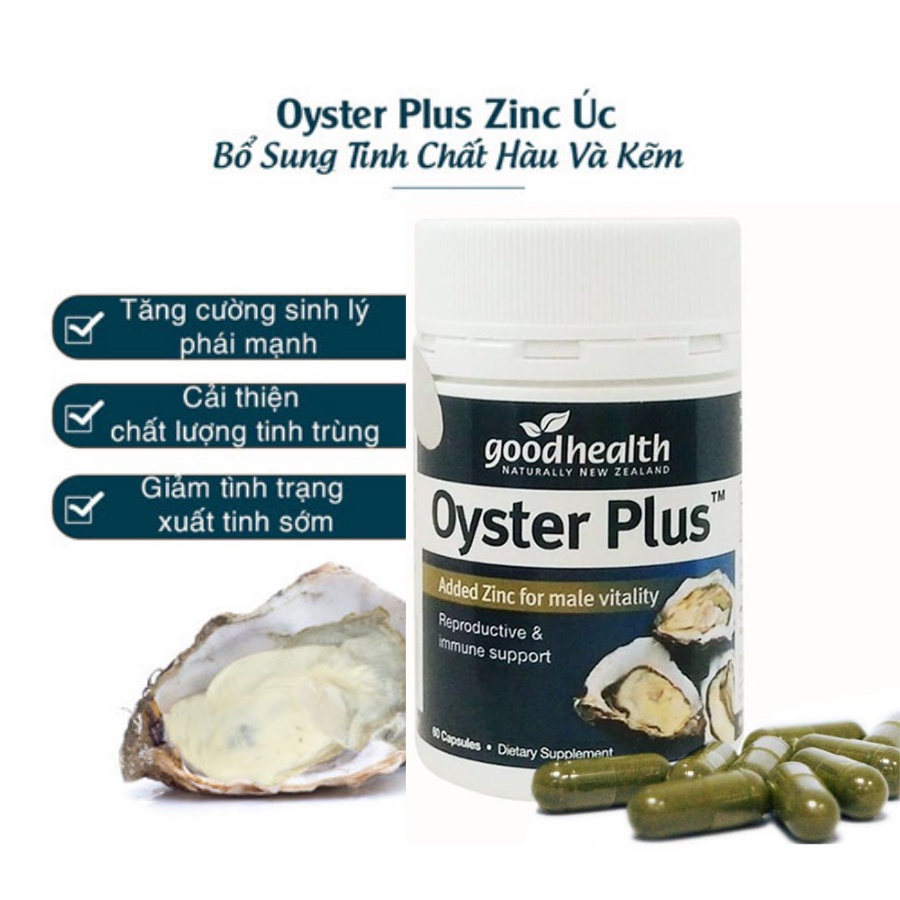 Oyster Plus Zinc Úc
Bổ Sung Tinh Chất Hàu Và Kẽm
Tăng cường sinh lý
phái mạnh
Cải thiện
chất lượng tinh trùng
Giảm tình trạng
xuất tinh sớm
goodhealth
NATURALLY NEW ZEALAND
Oyster Plus™
Added Zinc for male vitality
Reproductive &
immune support
60 Capsules • Dietary Supplement